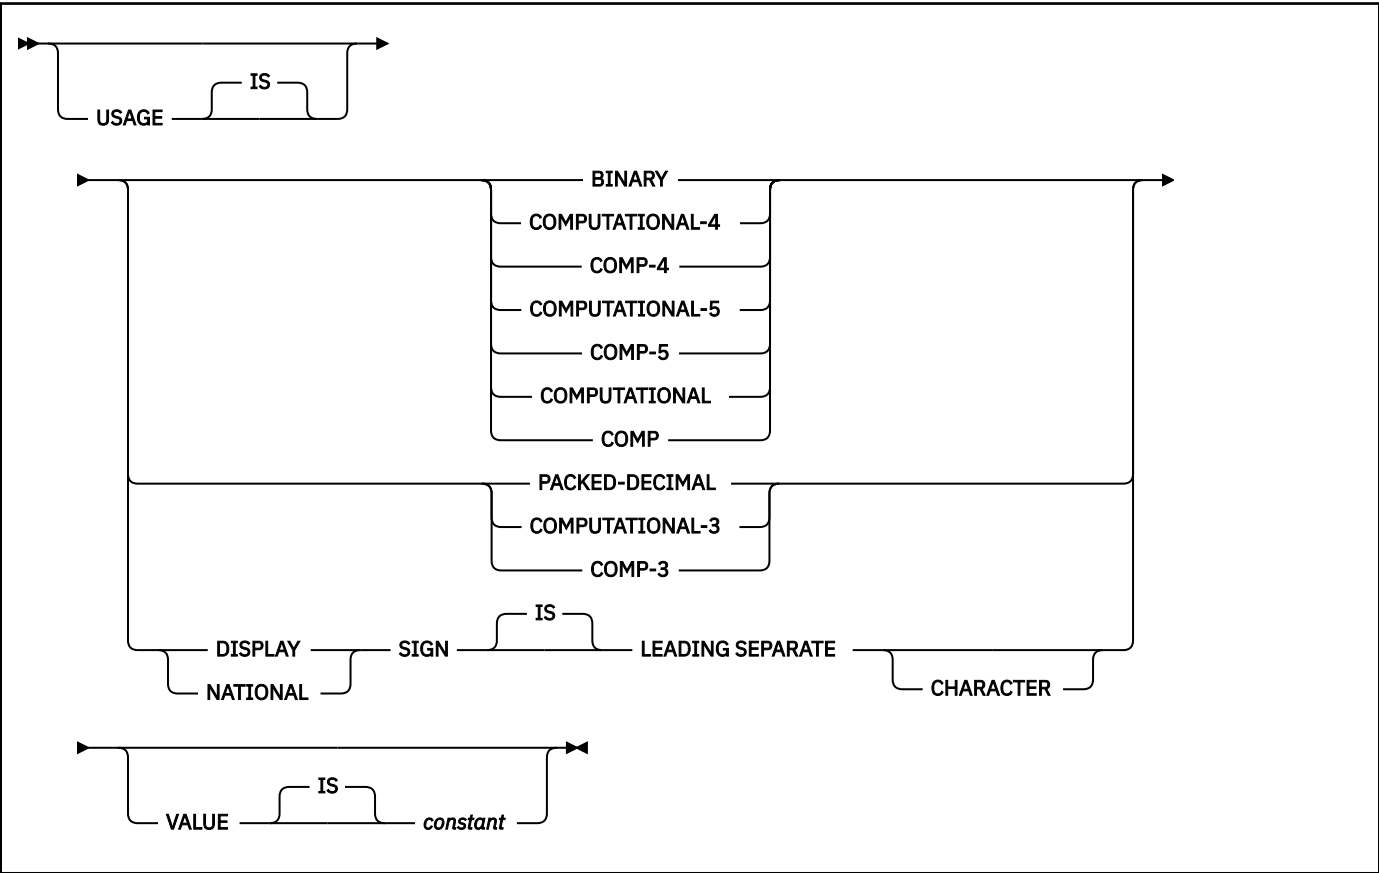 IS
USAGE
BINARY
COMPUTATIONAL-4
COMP-4
COMPUTATIONAL-5
COMP-5
COMPUTATIONAL
COMP
PACKED-DECIMAL
COMPUTATIONAL-3
COMP-3
IS
DISPLAY SIGN LEADING SEPARATE
NATIONAL CHARACTER
IS
VALUE constant